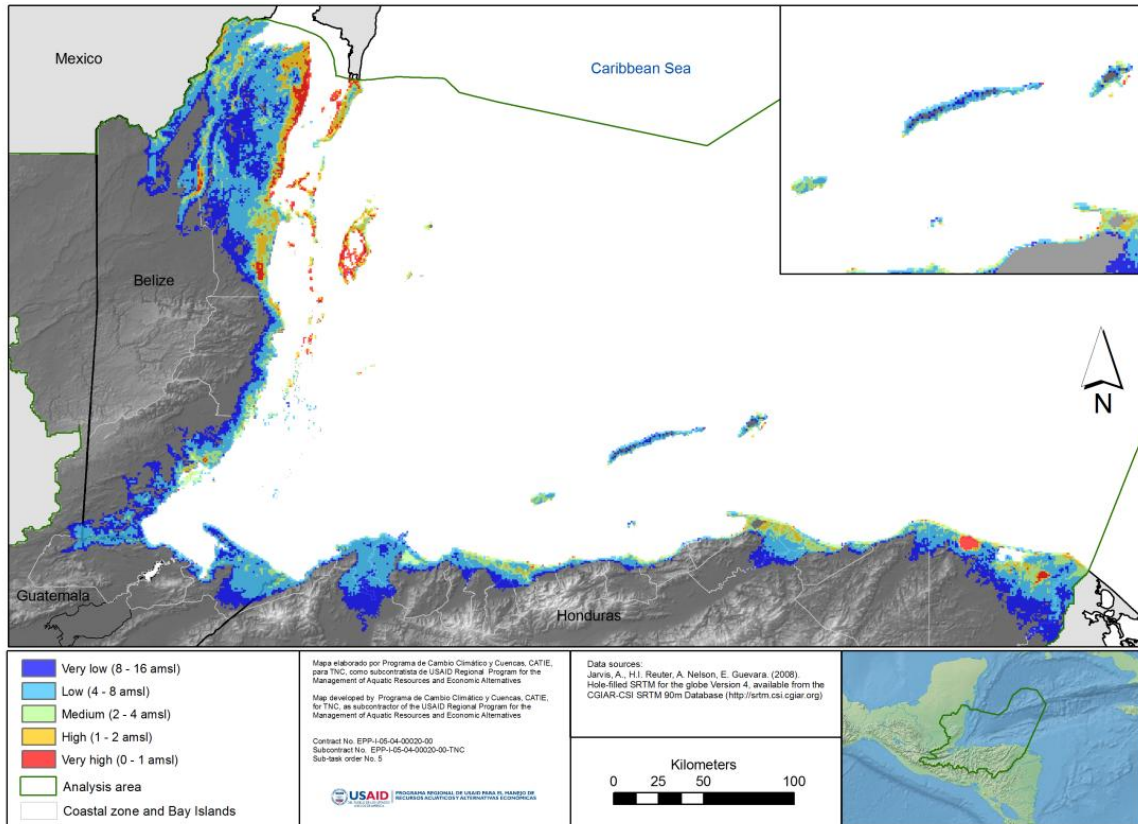 Mexico
Caribbean Sea
Belize
N
Guatemala
Honduras
Very low (8 - 16 amsl)
Low (4 - 8 amsl)
Medium (2 - 4 amsl)
High (1 - 2 amsl)
Very high (0 - 1 amsl)
Analysis area
Coastal zone and Bay Islands
Mapa elaborado por Programa de Cambio Climático y Cuencas, CATIE,
para TNC, como subcontratista de USAID Regional Program for the
Management of Aquatic Resources and Economic Alternatives
Map developed by Programa de Cambio Climático y Cuencas, CATIE,
for TNC, as subcontractor of the USAID Regional Program for the
Management of Aquatic Resources and Economic Alternatives
Contract No. EPP-I-05-04-00020-00
Subcontract No. EPP-I-05-04-00020-00-TNC
Sub-task order No. 5
USAID
PROGRAMA REGIONAL DE USAID PARA EL MANEJO DE
RECURSOS ACUÁTICOS Y ALTERNATIVAS ECONÓMICAS
Data sources:
Jarvis, A., H.I. Reuter, A. Nelson, E. Guevara. (2008).
Hole-filled SRTM for the globe Version 4, available from the
CGIAR-CSI SRTM 90m Database (http://srtm.csi.cgiar.org)
Kilometers
0 25 50 100